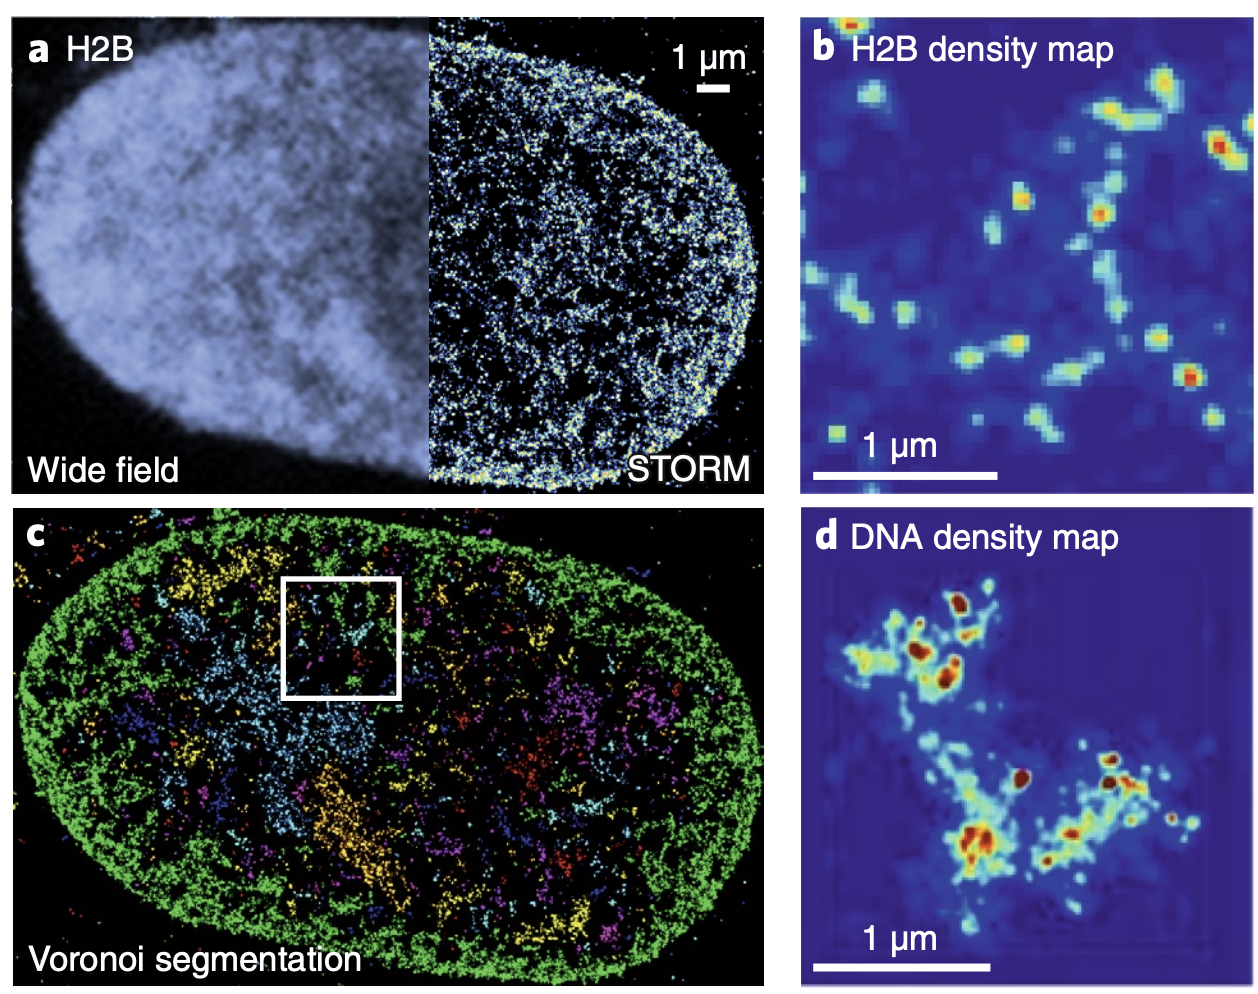 a H2B
1 µm
Wide field
STORM
b H2B density map
1 µm
c
Voronoi segmentation
d DNA density map
1 µm